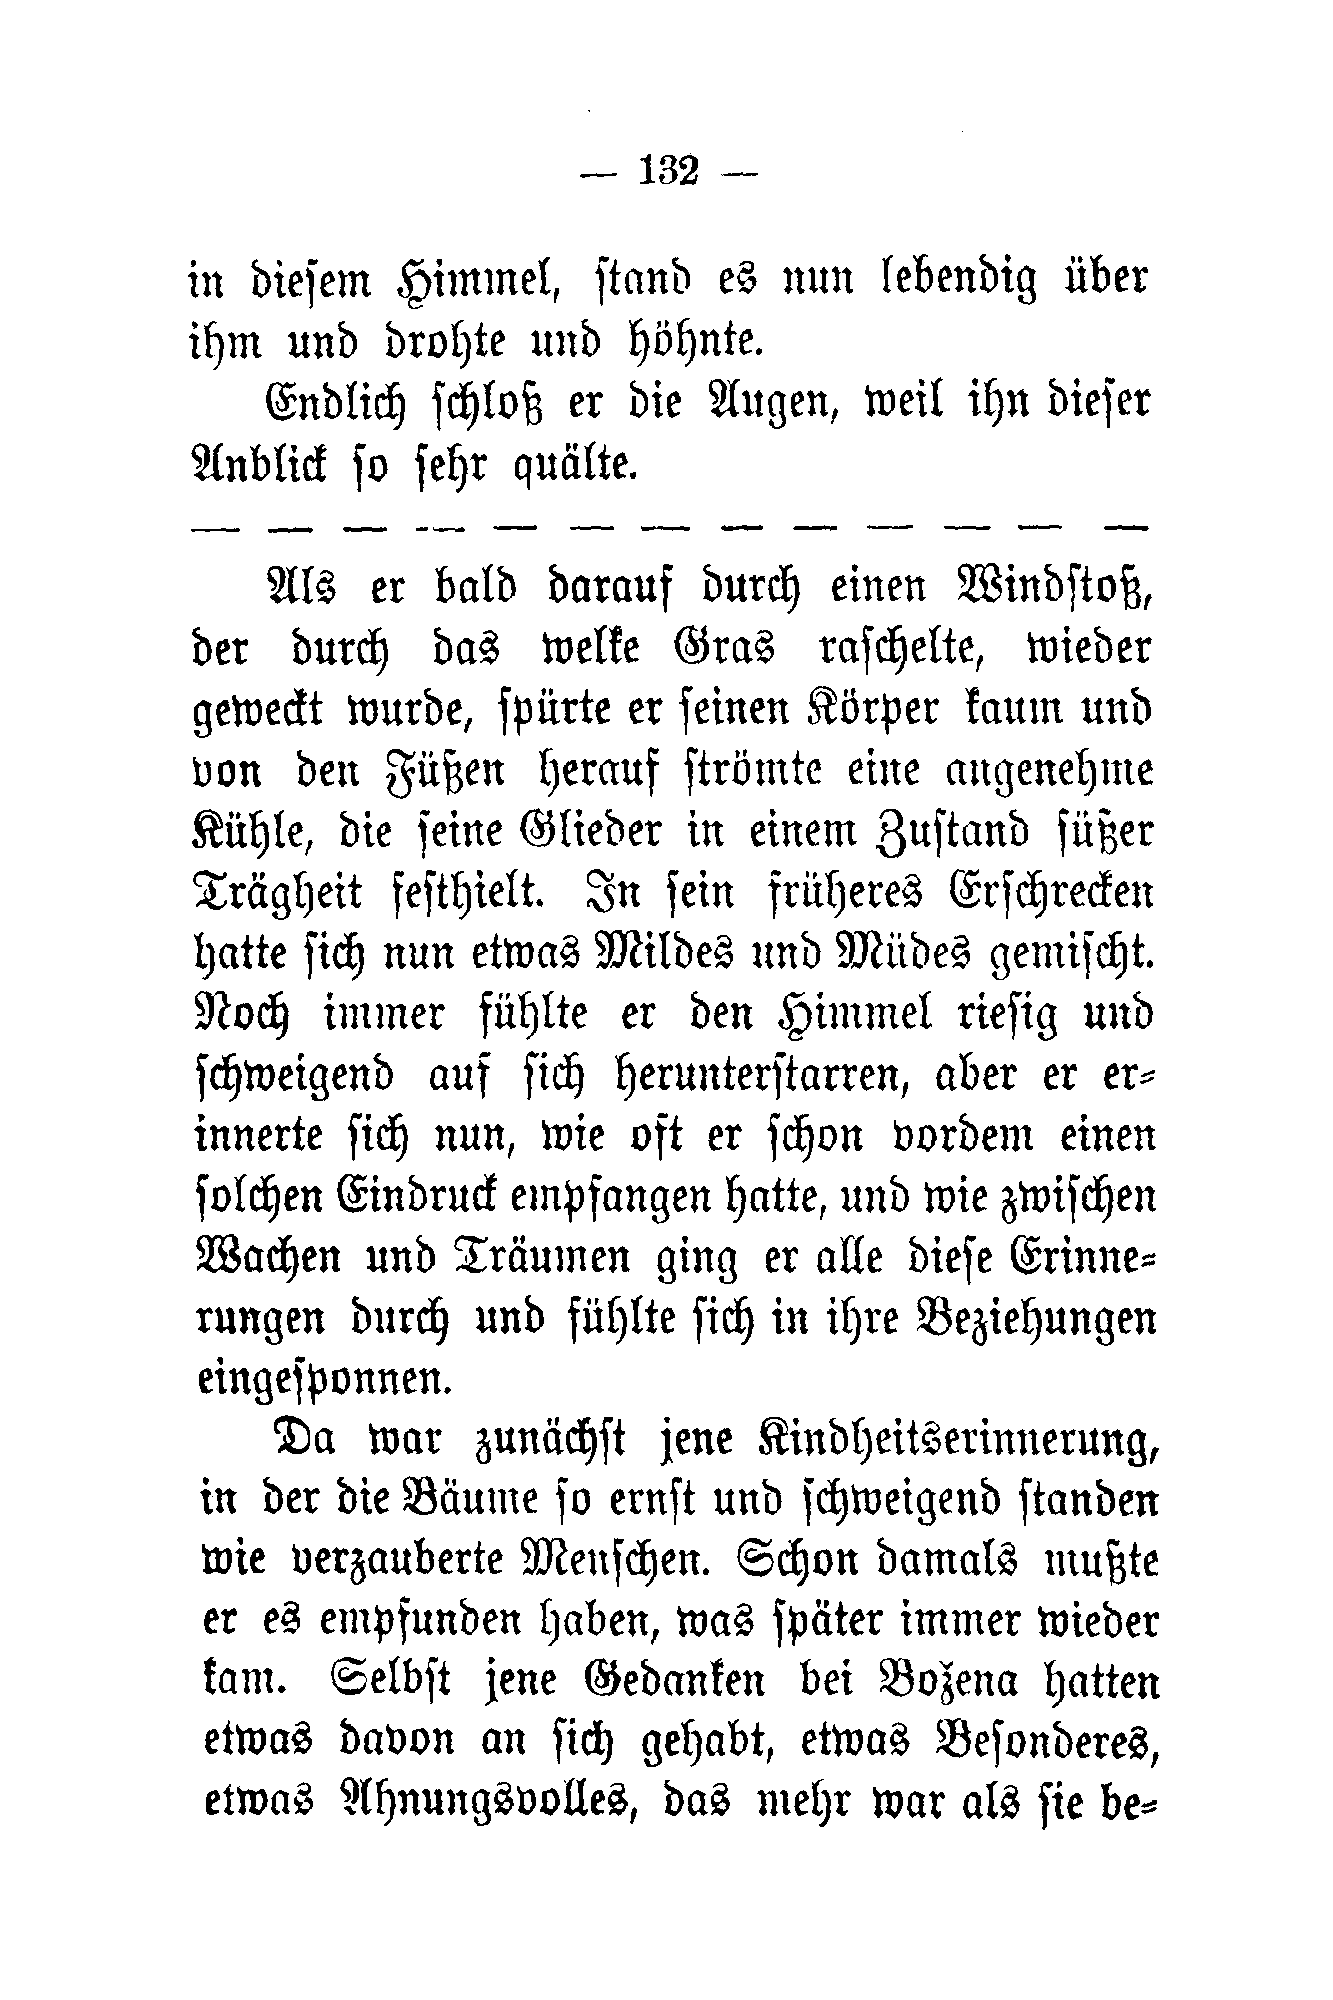 — 132 —
in diesem Himmel, stand es nun lebendig über
ihm und drohte und höhnte.
Endlich schloß er die Augen, weil ihn dieser
Anblick so sehr quälte.
— — — — — — — — — — — — —
Als er bald darauf durch einen Windstoß,
der durch das welke Gras raschelte, wieder
geweckt wurde, spürte er seinen Körper kaum und
von den Füßen herauf strömte eine angenehme
Kühle, die seine Glieder in einem Zustand süßer
Trägheit festhielt. In sein früheres Erschrecken
hatte sich nun etwas Mildes und Müdes gemischt.
Noch immer fühlte er den Himmel riesig und
schweigend auf sich herunterstarren, aber er er-
innerte sich nun, wie oft er schon vordem einen
solchen Eindruck empfangen hatte, und wie zwischen
Wachen und Träumen ging er alle diese Erinne-
rungen durch und fühlte sich in ihre Beziehungen
eingesponnen.
Da war zunächst jene Kindheitserinnerung,
in der die Bäume so ernst und schweigend standen
wie verzauberte Menschen. Schon damals mußte
er es empfunden haben, was später immer wieder
kam. Selbst jene Gedanken bei Božena hatten
etwas davon an sich gehabt, etwas Besonderes,
etwas Ahnungsvolles, das mehr war als sie be-